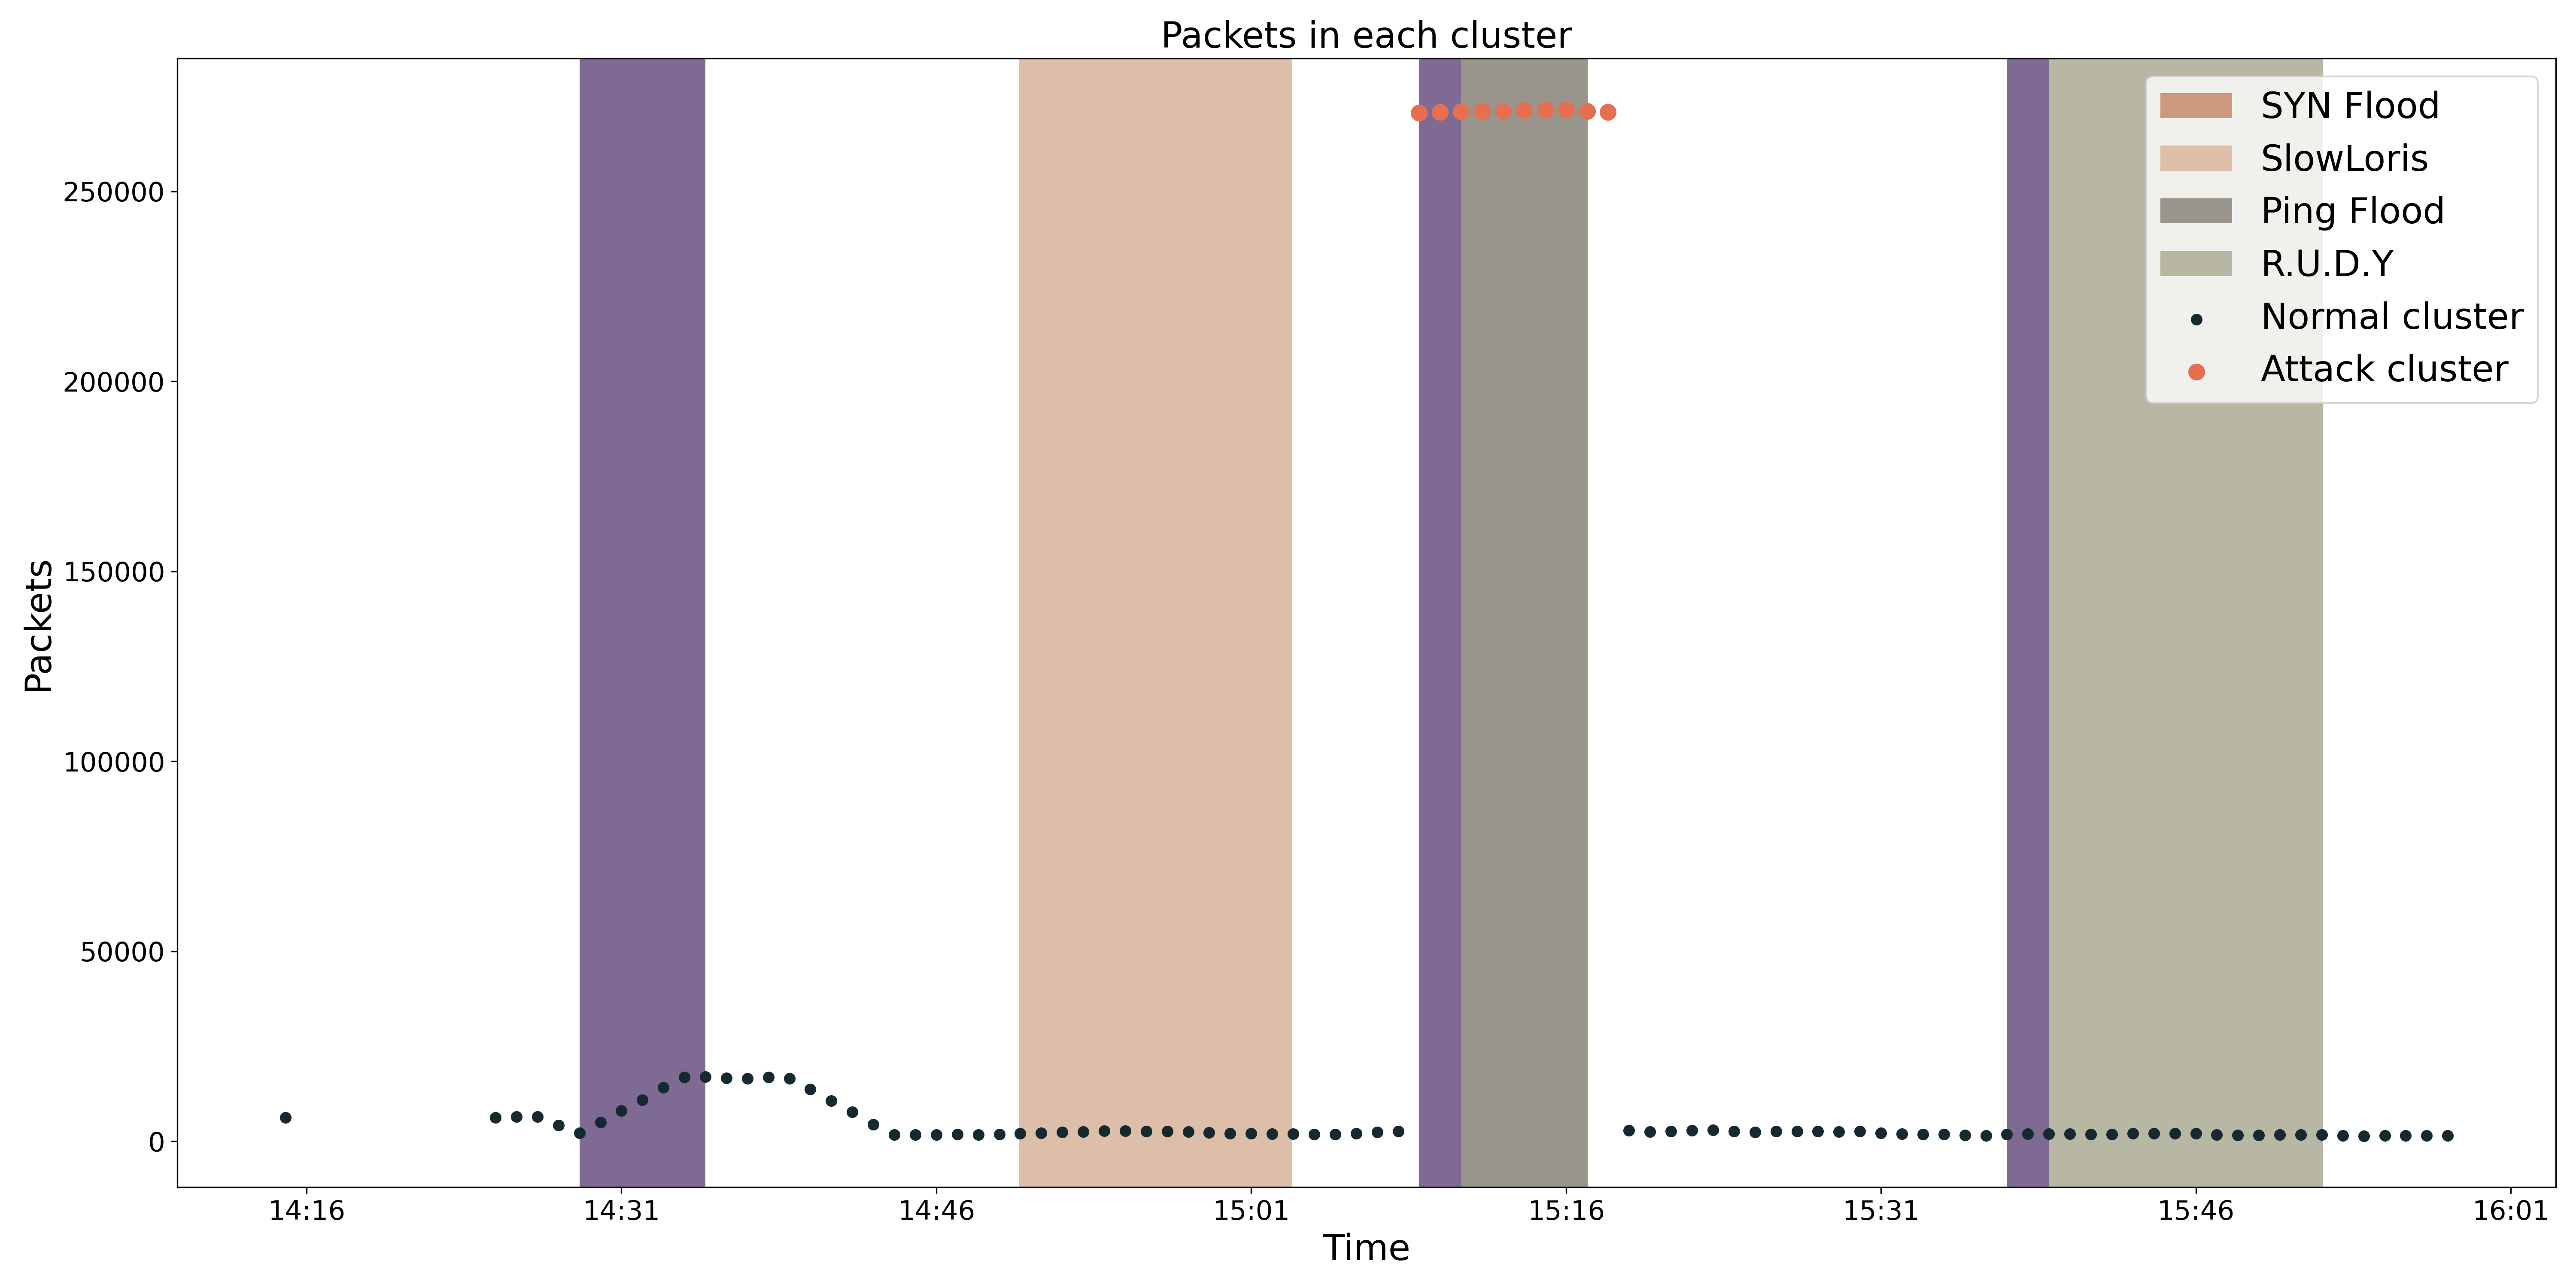 Packets in each cluster
SYN Flood
SlowLoris
Ping Flood
R.U.D.Y
Normal cluster
Attack cluster
Packets
250000
200000
150000
100000
50000
0
14:16
14:31
14:46
15:01
15:16
15:31
15:46
16:01
Time